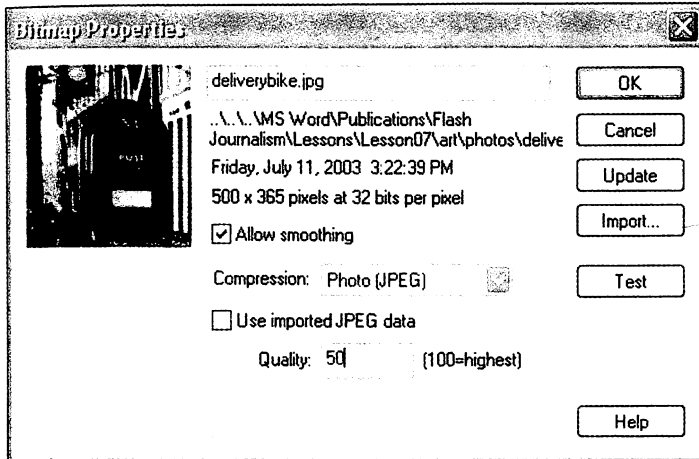 Bitmap Properties
deliverybike.jpg
..\..\..\MS Word\Publications\Flash
Journalism\Lessons\Lesson07\art\photos\delive
Friday, July 11, 2003 3:22:39 PM
500 x 365 pixels at 32 bits per pixel
Allow smoothing
Compression: Photo (JPEG)
Use imported JPEG data
Quality: 50 (100=highest)
OK
Cancel
Update
Import...
Test
Help